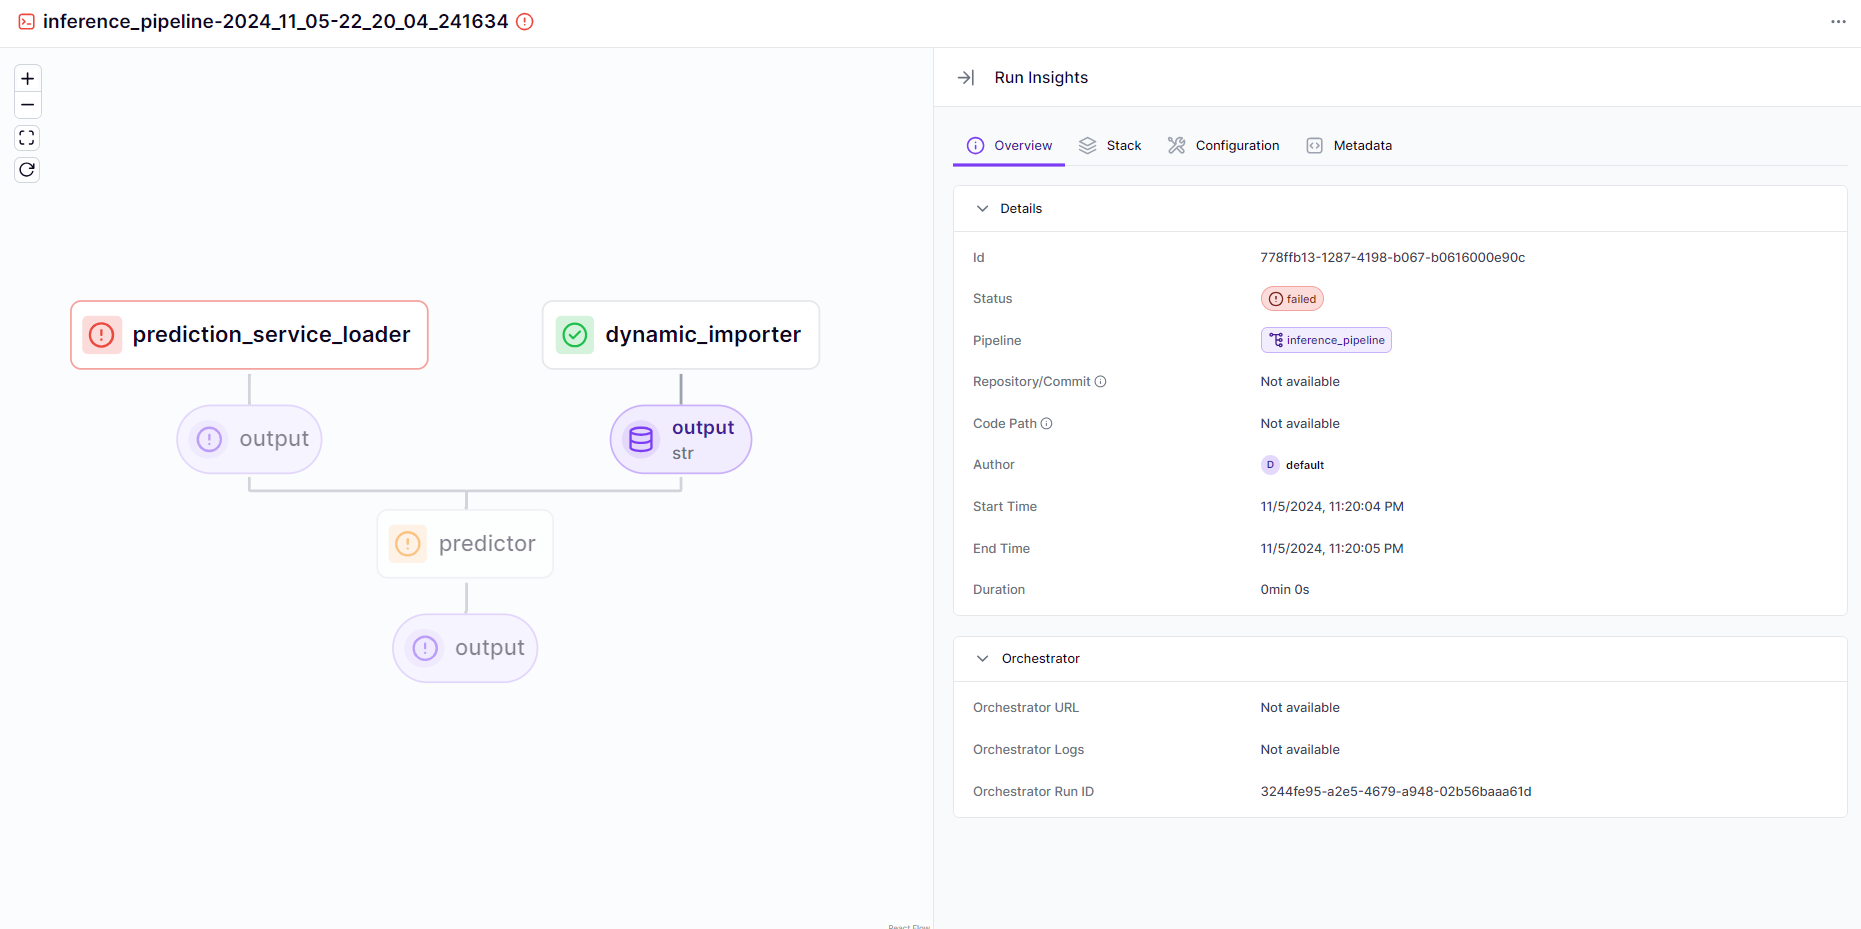 inference_pipeline-2024_11_05-22_20_04_241634
Run Insights
Overview
Stack
Configuration
Metadata
prediction_service_loader
dynamic_importer
output
output
str
predictor
output
Details
Id
778ffb13-1287-4198-b067-b0616000e90c
Status
failed
Pipeline
inference_pipeline
Repository/Commit
Not available
Code Path
Not available
Author
D
default
Start Time
11/5/2024, 11:20:04 PM
End Time
11/5/2024, 11:20:05 PM
Duration
0min 0s
Orchestrator
Orchestrator URL
Not available
Orchestrator Logs
Not available
Orchestrator Run ID
3244fe95-a2e5-4679-a948-02b56baaa61d
React Flow